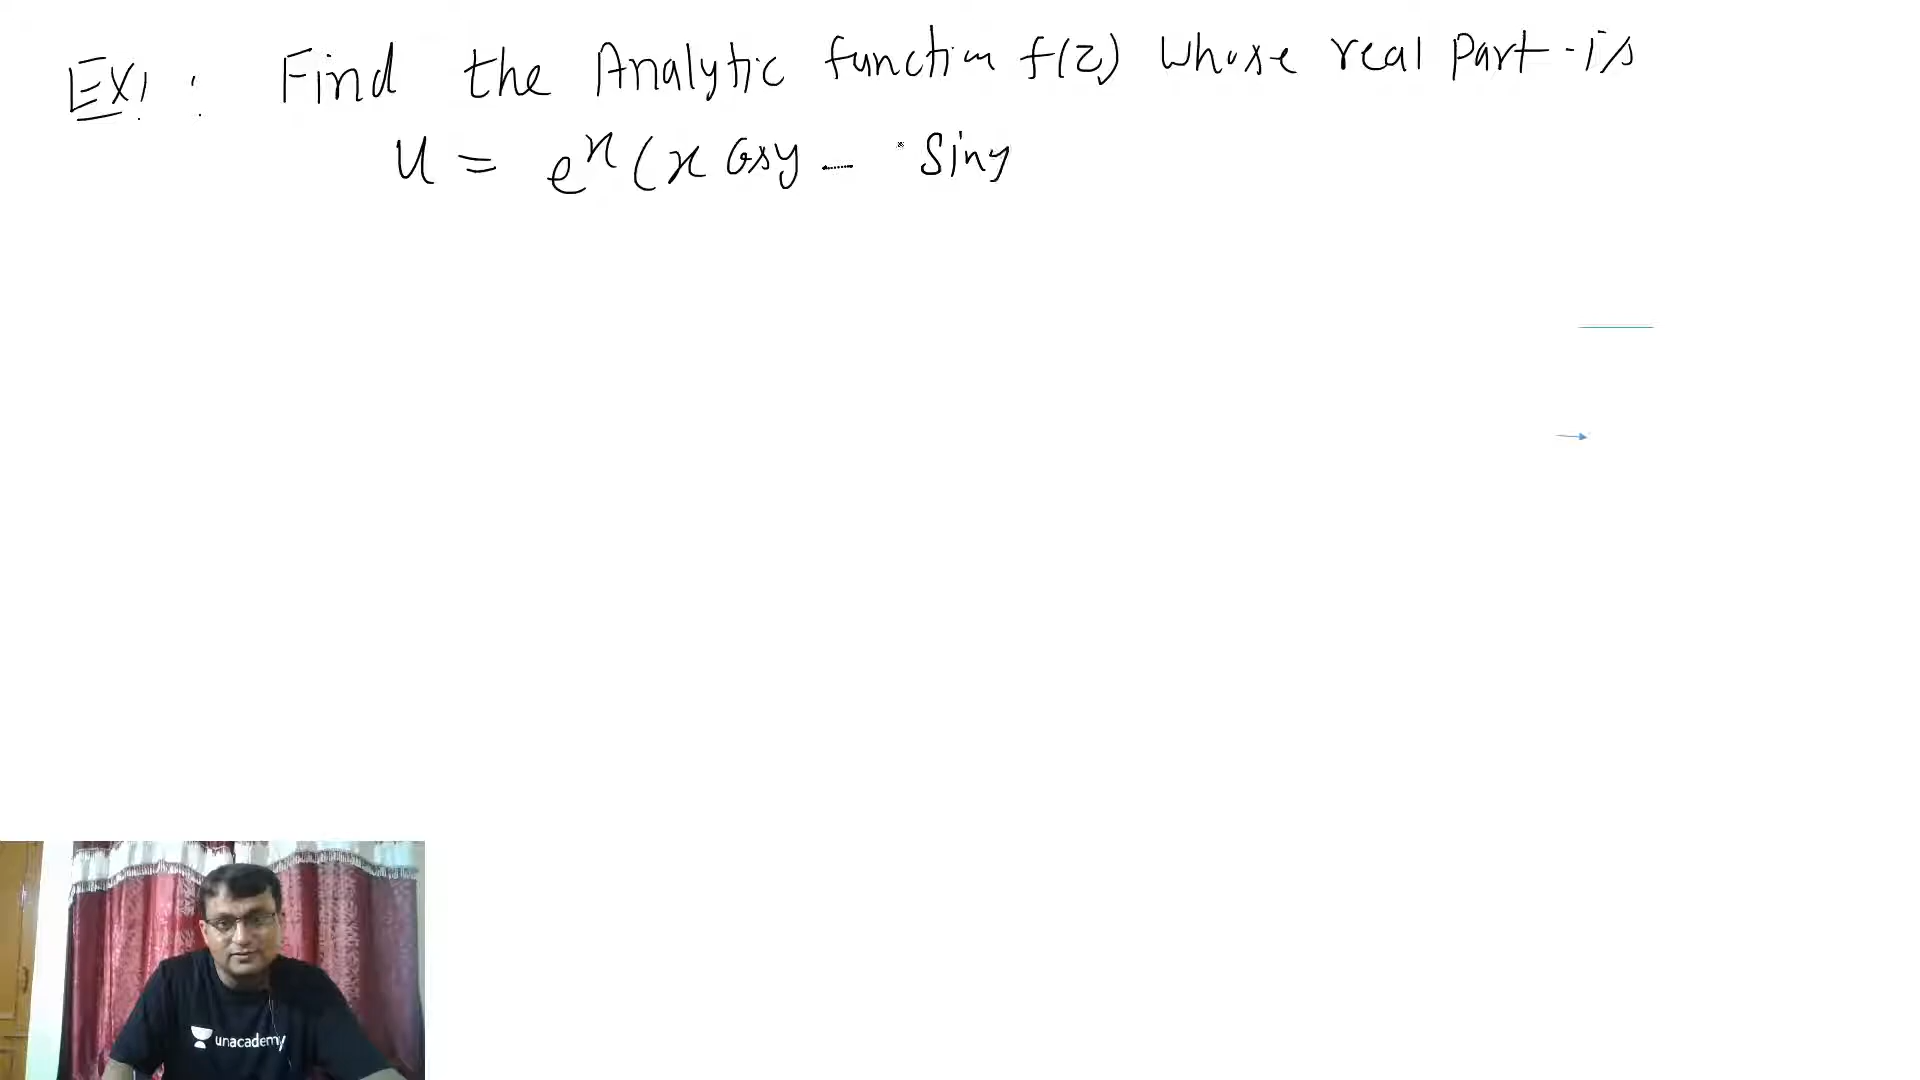 Ex1 : Find the Analytic function f(z) whose real part is
u = e^x (x Cosy - Siny
unacademy